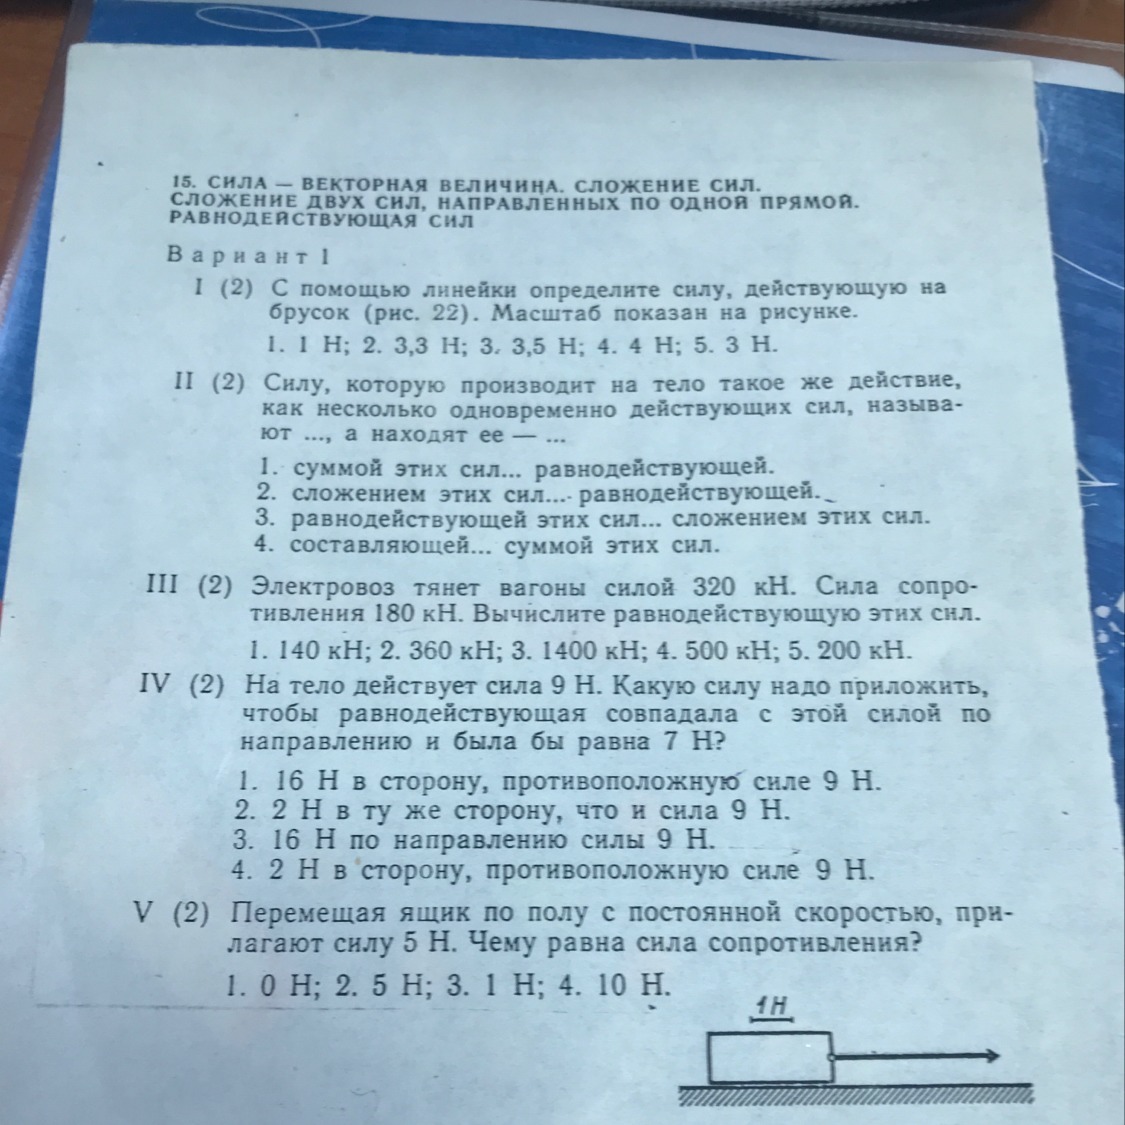 15. СИЛА — ВЕКТОРНАЯ ВЕЛИЧИНА. СЛОЖЕНИЕ СИЛ.
СЛОЖЕНИЕ ДВУХ СИЛ, НАПРАВЛЕННЫХ ПО ОДНОЙ ПРЯМОЙ.
РАВНОДЕЙСТВУЮЩАЯ СИЛ
Вариант 1
I (2) С помощью линейки определите силу, действующую на
брусок (рис. 22). Масштаб показан на рисунке.
1. 1 Н; 2. 3,3 Н; 3. 3,5 Н; 4. 4 Н; 5. 3 Н.
II (2) Силу, которую производит на тело такое же действие,
как несколько одновременно действующих сил, называ-
ют ..., а находят ее — ...
1. суммой этих сил... равнодействующей.
2. сложением этих сил... равнодействующей.
3. равнодействующей этих сил... сложением этих сил.
4. составляющей... суммой этих сил.
III (2) Электровоз тянет вагоны силой 320 кН. Сила сопро-
тивления 180 кН. Вычислите равнодействующую этих сил.
1. 140 кН; 2. 360 кН; 3. 1400 кН; 4. 500 кН; 5. 200 кН.
IV (2) На тело действует сила 9 Н. Какую силу надо приложить,
чтобы равнодействующая совпадала с этой силой по
направлению и была бы равна 7 Н?
1. 16 Н в сторону, противоположную силе 9 Н.
2. 2 Н в ту же сторону, что и сила 9 Н.
3. 16 Н по направлению силы 9 Н.
4. 2 Н в сторону, противоположную силе 9 Н.
V (2) Перемещая ящик по полу с постоянной скоростью, при-
лагают силу 5 Н. Чему равна сила сопротивления?
1. 0 Н; 2. 5 Н; 3. 1 Н; 4. 10 Н.
1Н